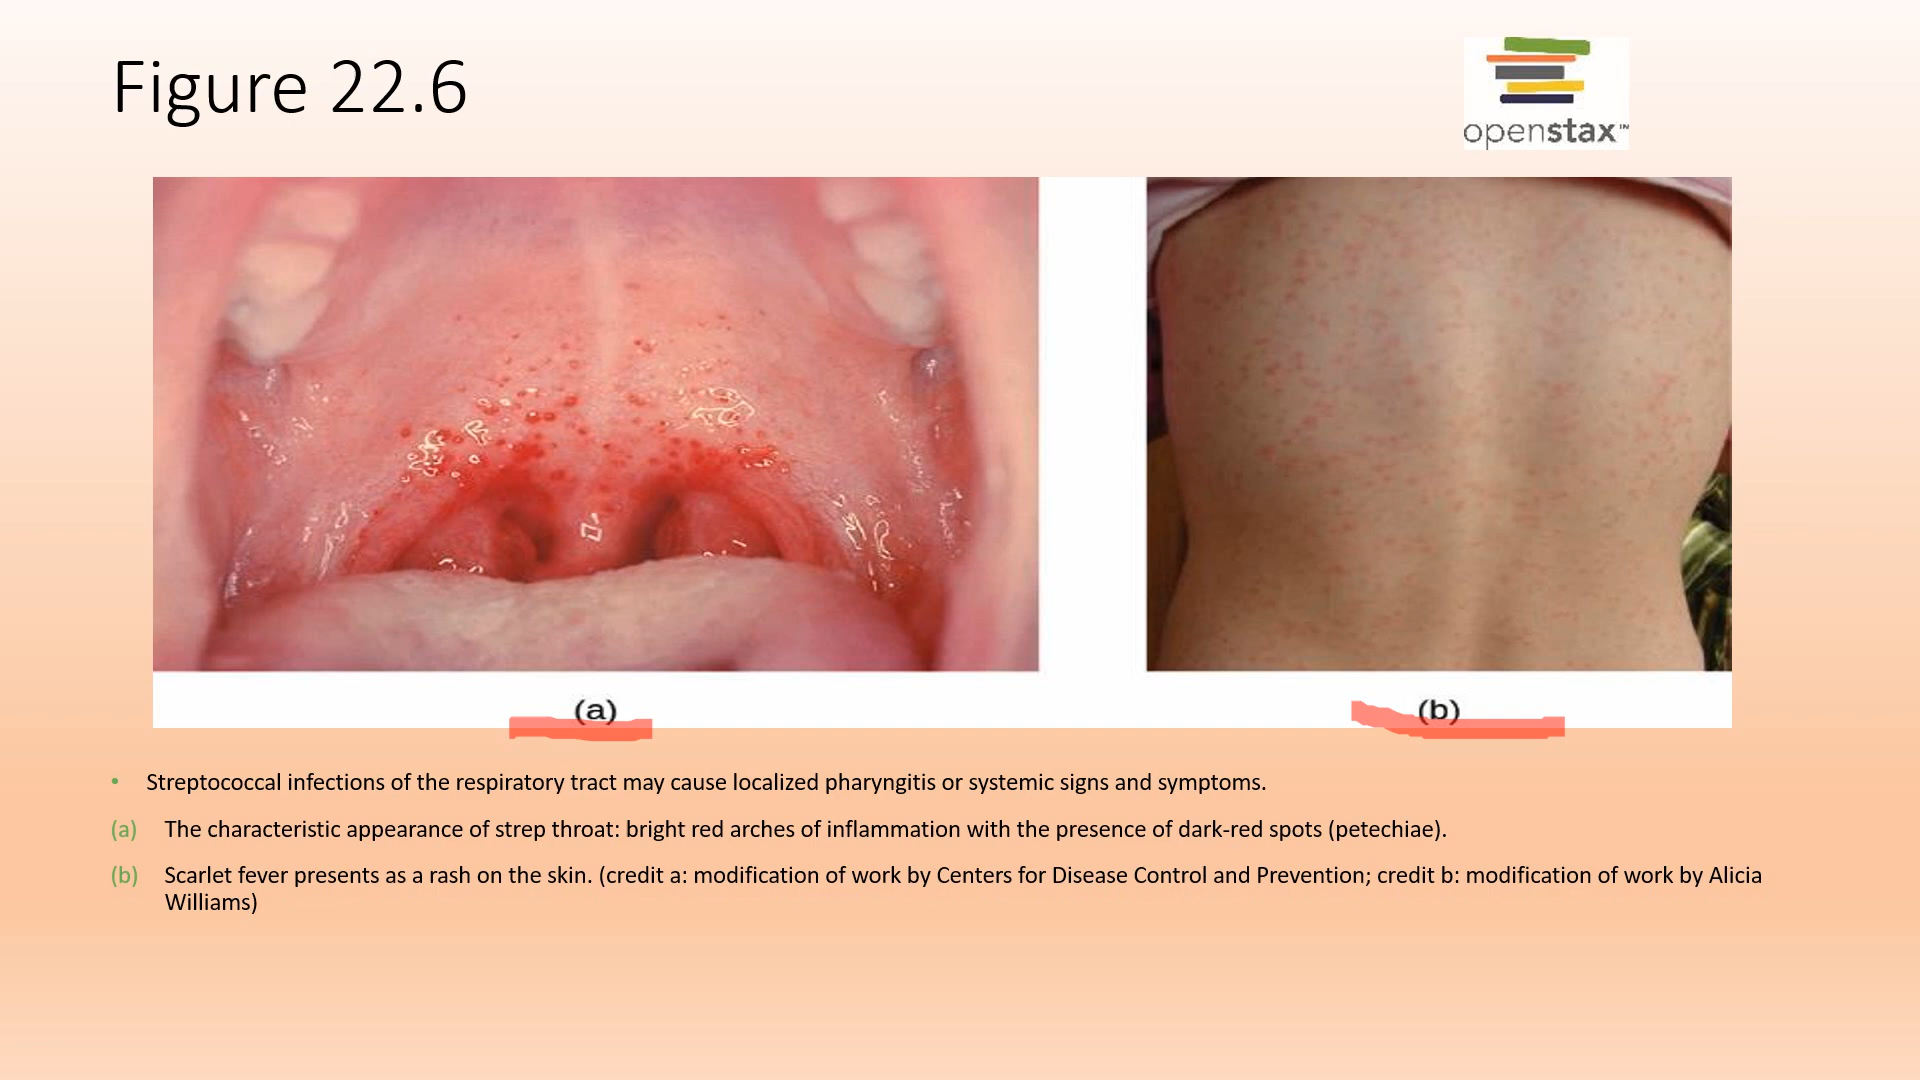 Figure 22.6
openstax™
(a)
(b)
• Streptococcal infections of the respiratory tract may cause localized pharyngitis or systemic signs and symptoms.
(a) The characteristic appearance of strep throat: bright red arches of inflammation with the presence of dark-red spots (petechiae).
(b) Scarlet fever presents as a rash on the skin. (credit a: modification of work by Centers for Disease Control and Prevention; credit b: modification of work by Alicia
Williams)